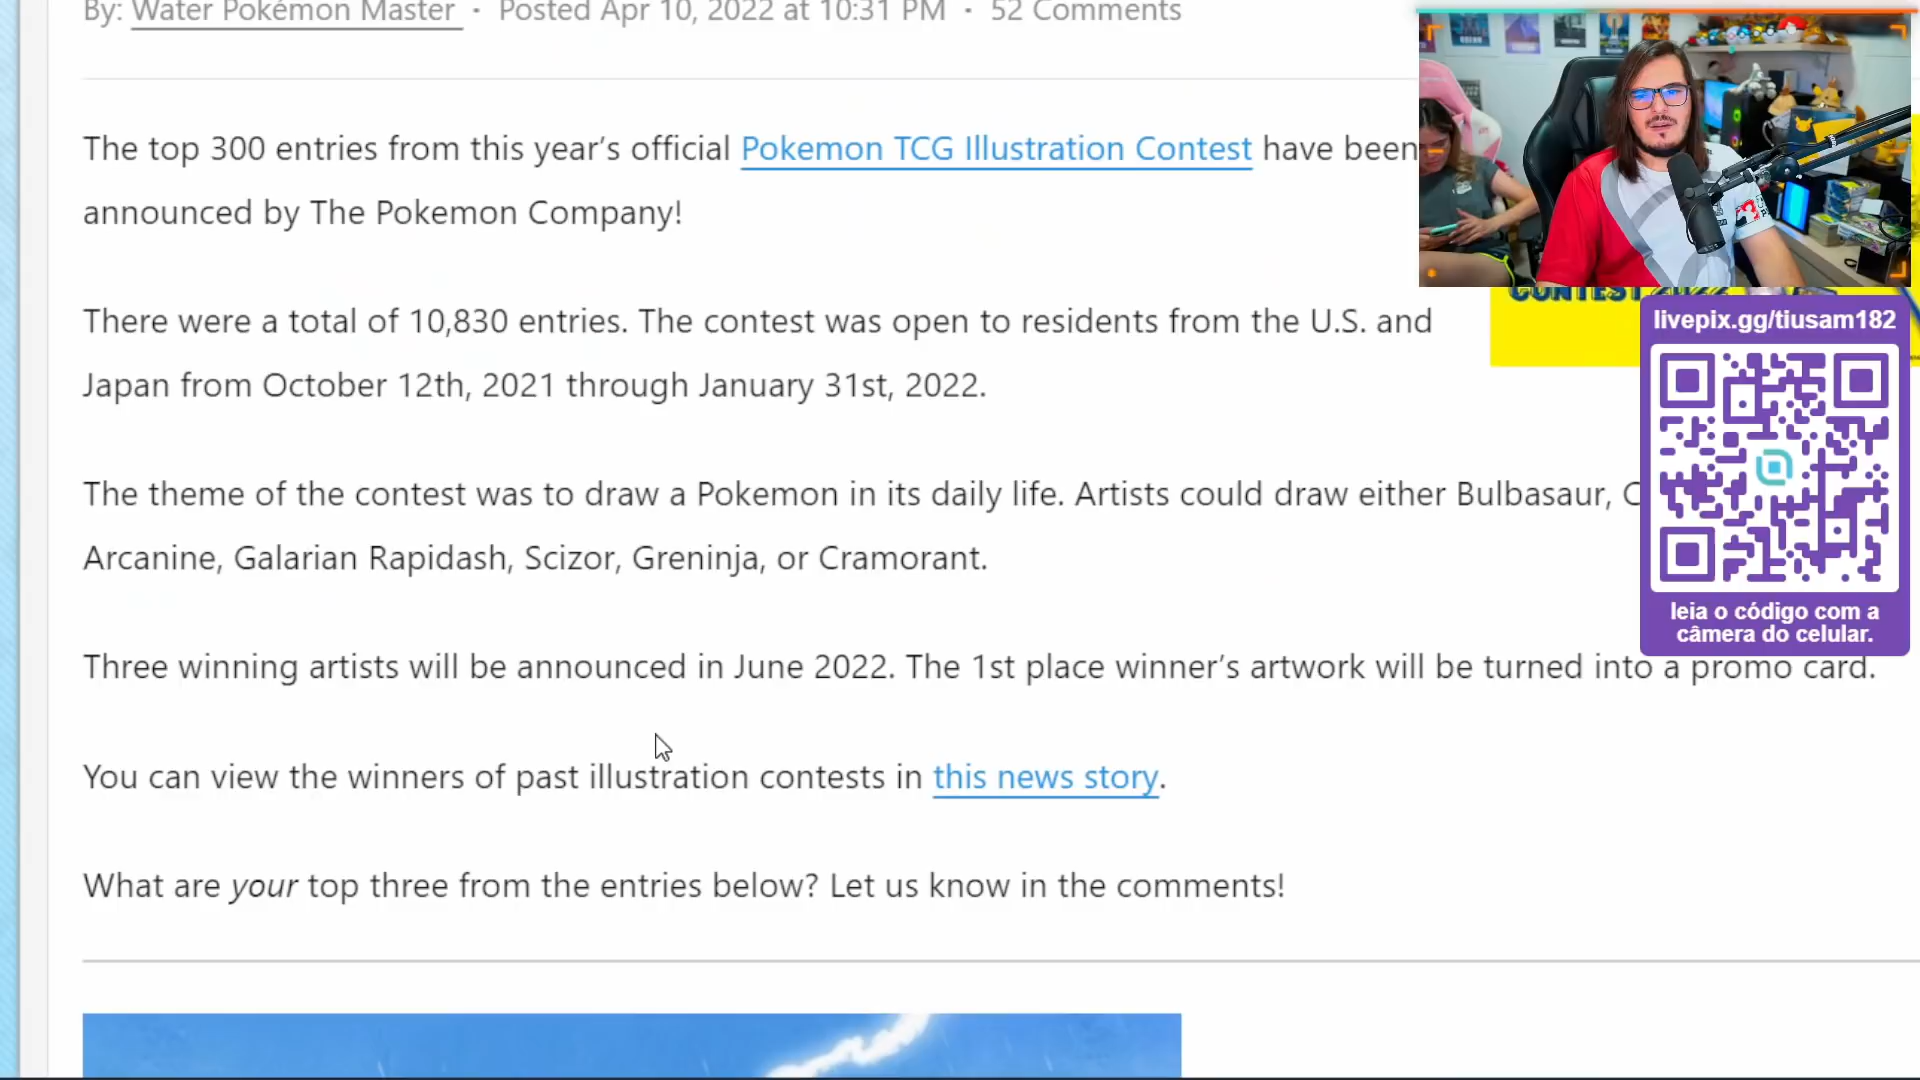 By: Water Pokémon Master · Posted Apr 10, 2022 at 10:31 PM · 52 Comments
The top 300 entries from this year’s official Pokemon TCG Illustration Contest have been
announced by The Pokemon Company!
There were a total of 10,830 entries. The contest was open to residents from the U.S. and
Japan from October 12th, 2021 through January 31st, 2022.
The theme of the contest was to draw a Pokemon in its daily life. Artists could draw either Bulbasaur,
Arcanine, Galarian Rapidash, Scizor, Greninja, or Cramorant.
Three winning artists will be announced in June 2022. The 1st place winner’s artwork will be turned into a promo card.
You can view the winners of past illustration contests in this news story.
What are your top three from the entries below? Let us know in the comments!
CONTEST 2022
livepix.gg/tiusam182
leia o código com a
câmera do celular.